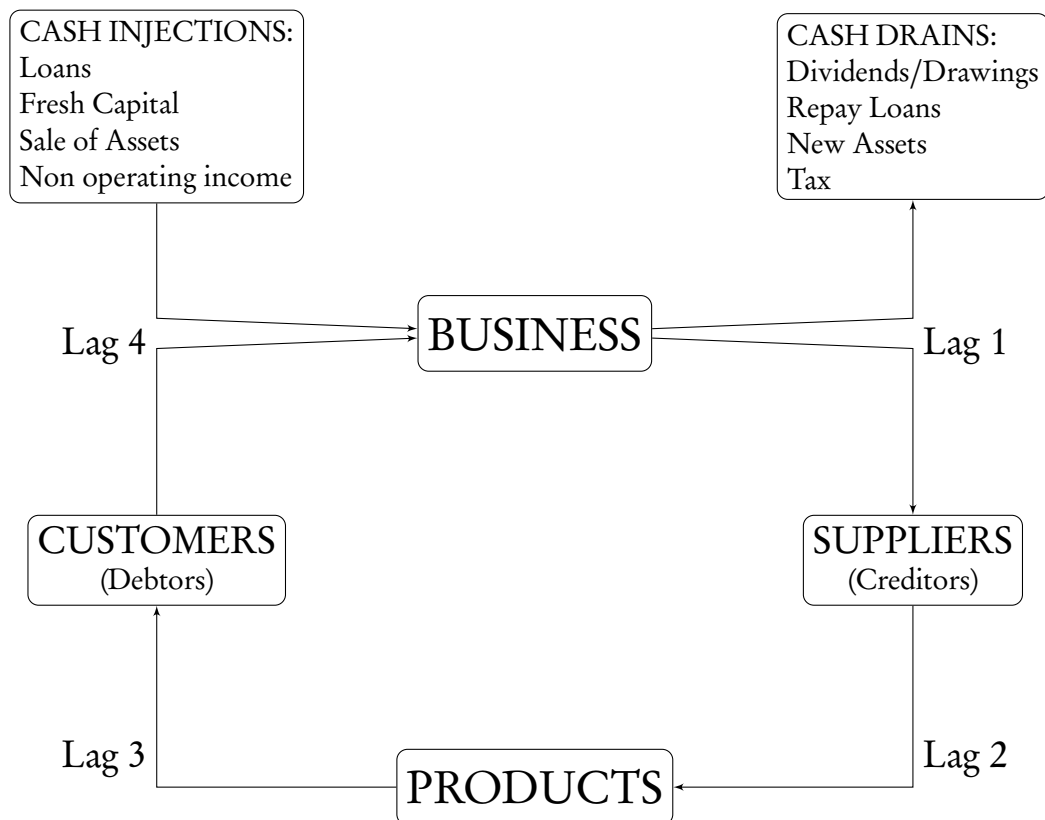 CASH INJECTIONS:
Loans
Fresh Capital
Sale of Assets
Non operating income
CASH DRAINS:
Dividends/Drawings
Repay Loans
New Assets
Tax
BUSINESS
Lag 4
Lag 1
CUSTOMERS
(Debtors)
SUPPLIERS
(Creditors)
Lag 3
PRODUCTS
Lag 2